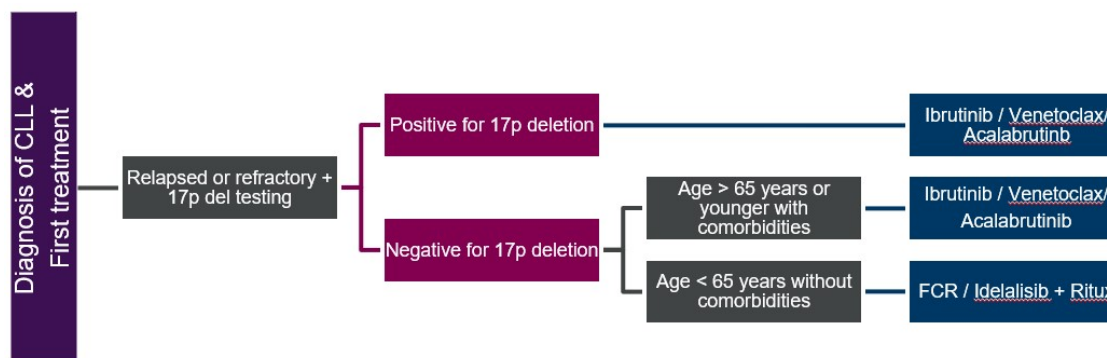 Diagnosis of CLL &
First treatment
Relapsed or refractory +
17p del testing
Positive for 17p deletion
Ibrutinib / Venetoclax/
Acalabrutinb
Negative for 17p deletion
Age > 65 years or
younger with
comorbidities
Ibrutinib / Venetoclax/
Acalabrutinib
Age < 65 years without
comorbidities
FCR / Idelalisib + Ritux